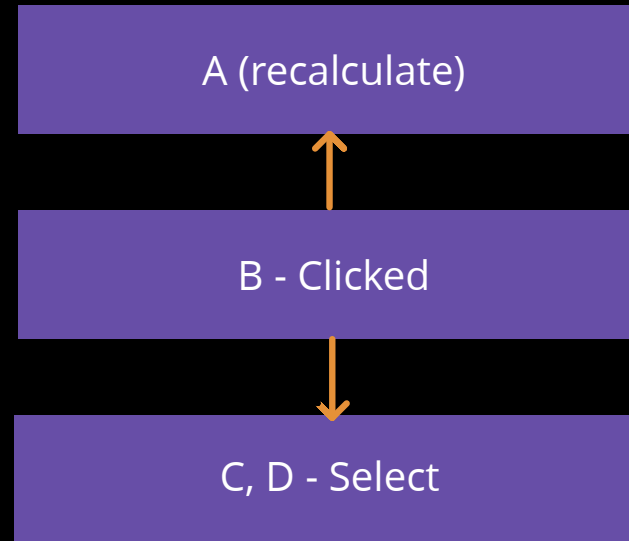 A (recalculate)
B - Clicked
C, D - Select